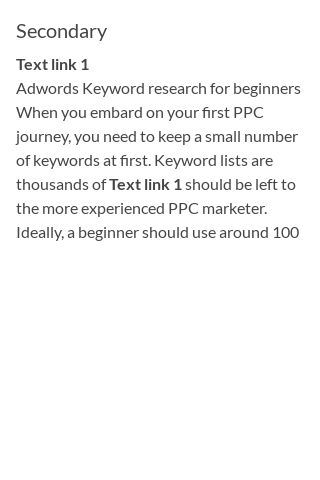 Secondary
Text link 1
Adwords Keyword research for beginners
When you embard on your first PPC
journey, you need to keep a small number
of keywords at first. Keyword lists are
thousands of Text link 1 should be left to
the more experienced PPC marketer.
Ideally, a beginner should use around 100